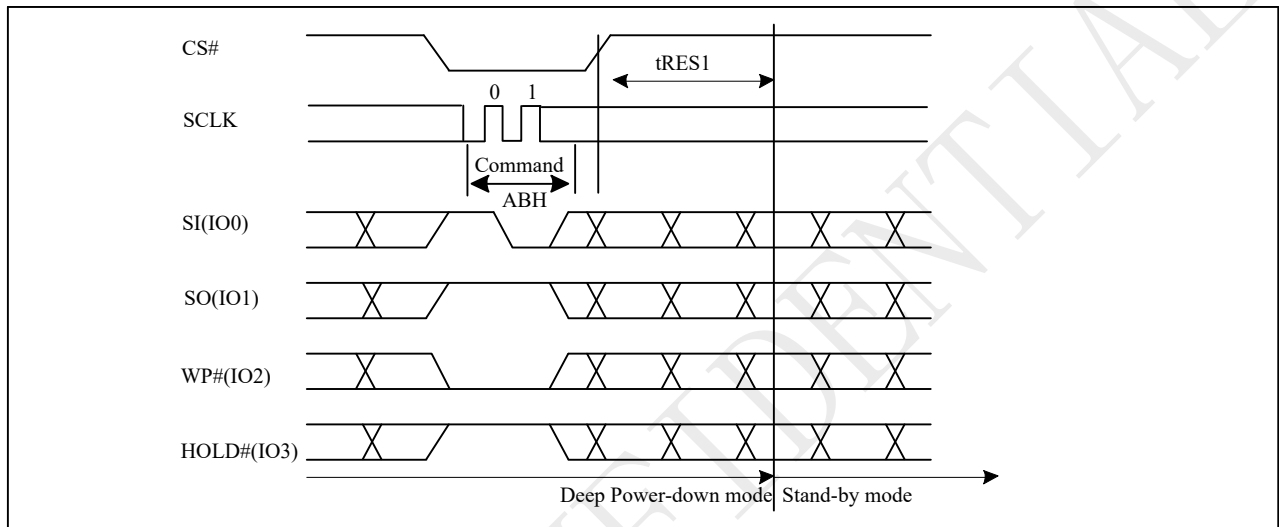 CS#
tRES1
0 1
SCLK
Command
ABH
SI(IO0)
SO(IO1)
WP#(IO2)
HOLD#(IO3)
Deep Power-down mode Stand-by mode
IDENTIAL